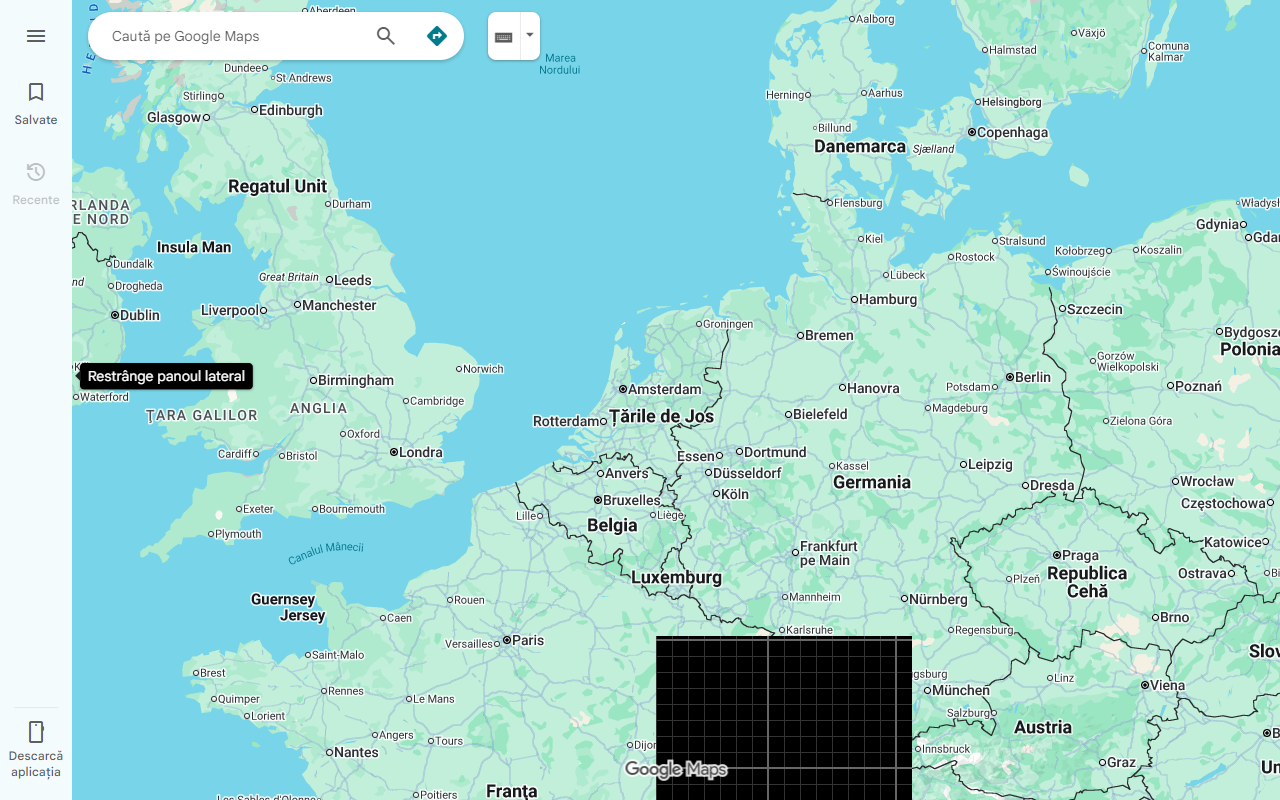 Caută pe Google Maps
Salvate
Recente
Descarcă
aplicația
Restrânge panoul lateral
Aberdeen
Marea
Nordului
Aalborg
Växjö
Halmstad
Comuna
Kalmar
Dundee
St Andrews
Stirling
Edinburgh
Glasgow
Herning
Aarhus
Helsingborg
Billund
Copenhaga
Danemarca
Sjælland
Regatul Unit
Durham
Flensburg
Kiel
Stralsund
Rostock
Lübeck
Gdynia
Kołobrzeg
Koszalin
Świnoujście
Insula Man
Dundalk
Drogheda
Great Britain
Leeds
Liverpool
Manchester
Dublin
Hamburg
Szczecin
Groningen
Bremen
Bydgoszcz
Polonia
Gorzów
Wielkopolski
Norwich
Birmingham
Cambridge
Waterford
ȚARA GALILOR
ANGLIA
Amsterdam
Hanovra
Berlin
Potsdam
Poznań
Rotterdam
Țările de Jos
Bielefeld
Magdeburg
Zielona Góra
Oxford
Cardiff
Bristol
Londra
Essen
Dortmund
Anvers
Düsseldorf
Kassel
Leipzig
Germania
Dresda
Wrocław
Częstochowa
Köln
Bruxelles
Liège
Lille
Belgia
Exeter
Bournemouth
Plymouth
Canalul Mânecii
Frankfurt
pe Main
Praga
Katowice
Luxemburg
Republica
Cehă
Plzeň
Ostrava
Guernsey
Jersey
Rouen
Caen
Mannheim
Nürnberg
Brno
Karlsruhe
Regensburg
Versailles
Paris
Saint-Malo
Brest
Rennes
Quimper
Lorient
Le Mans
München
Linz
Viena
Salzburg
Austria
Nantes
Angers
Tours
Innsbruck
Graz
Google Maps
Franţa
Poitiers